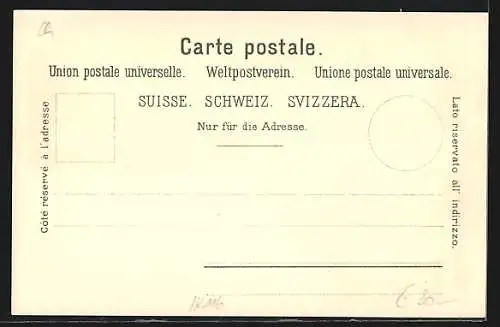 Carte postale.
Union postale universelle. Weltpostverein. Unione postale universale.
SUISSE. SCHWEIZ. SVIZZERA.
Nur für die Adresse.
Côté réservé à l'adresse.
Lato riservato all' indirizzo.